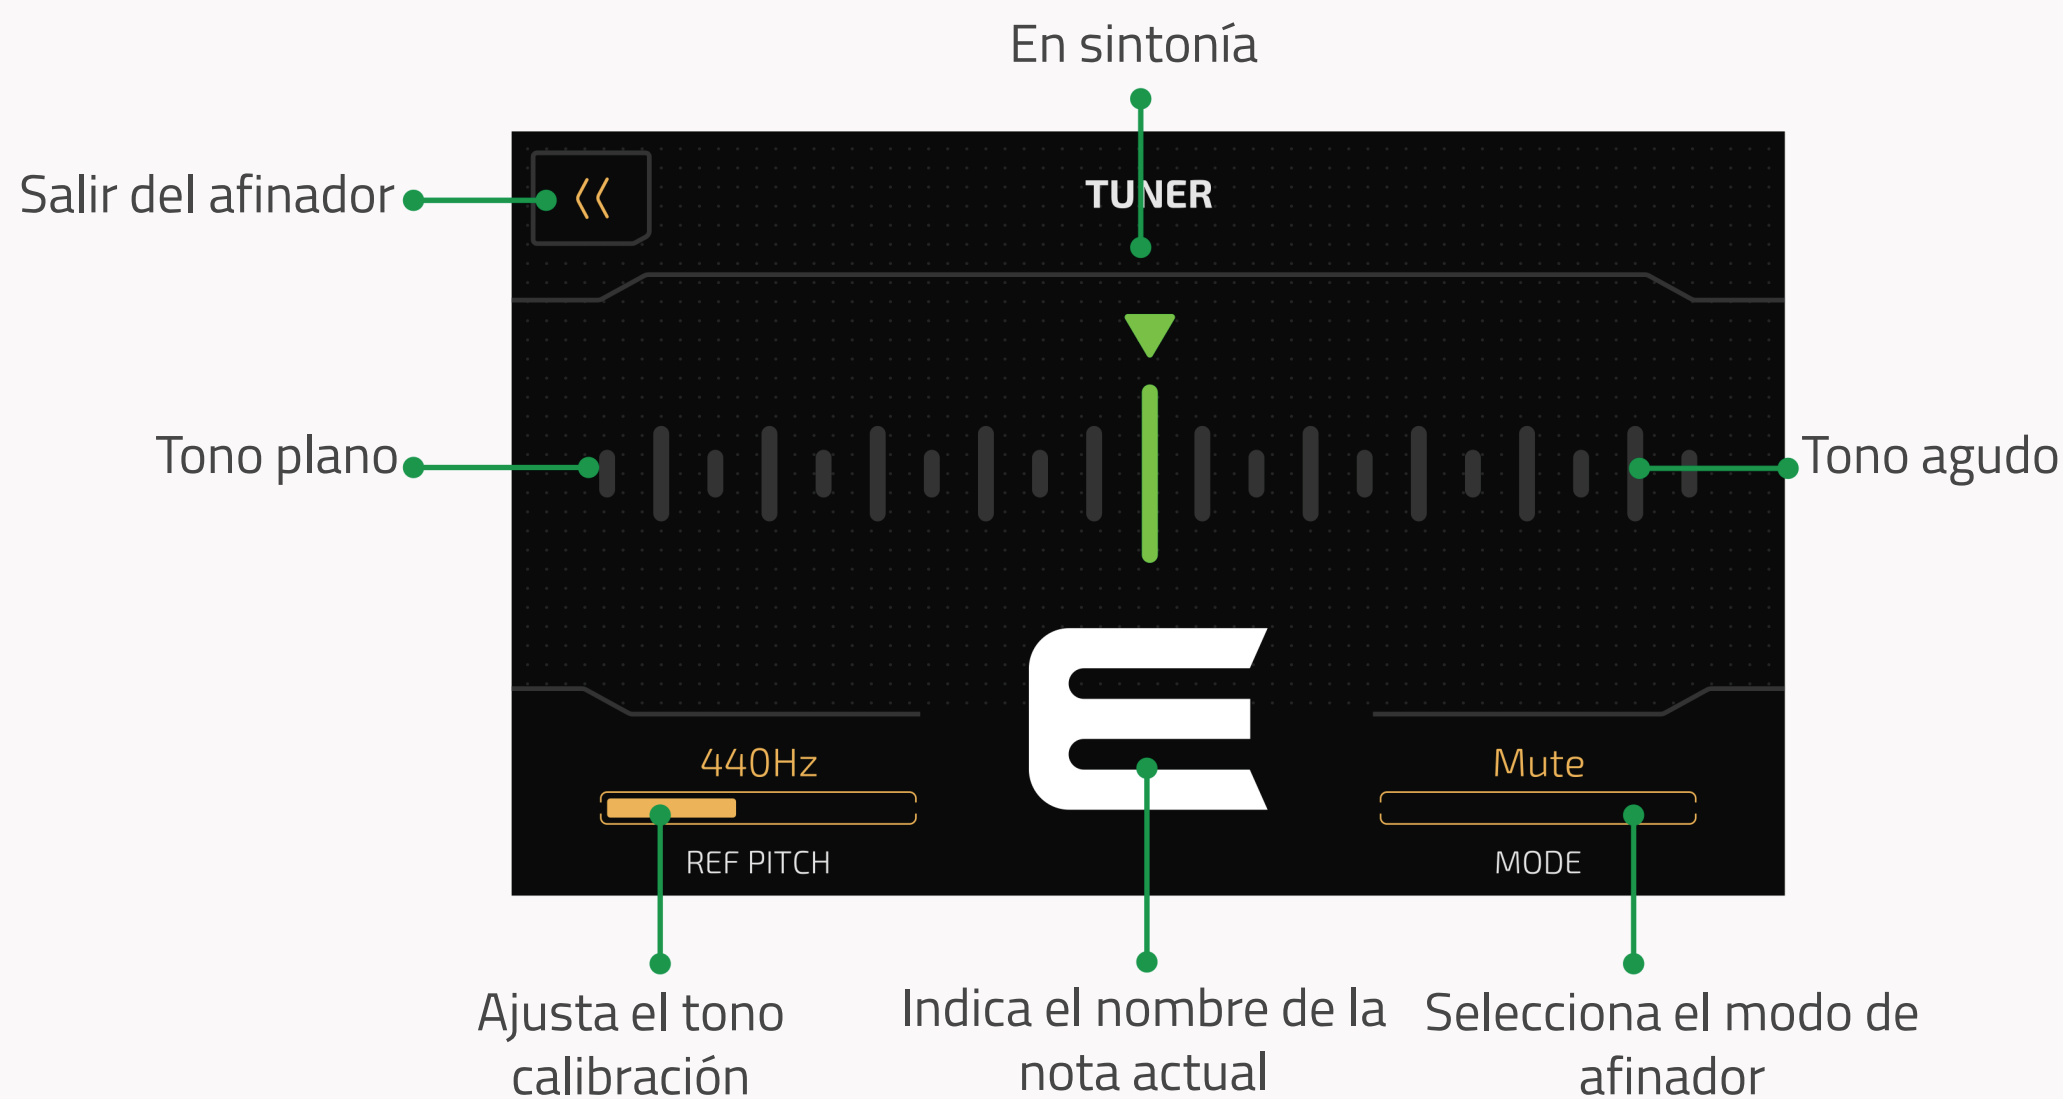 En sintonía
Salir del afinador
TUNER
Tono plano
Tono agudo
E
440Hz
Mute
REF PITCH
MODE
Ajusta el tono
calibración
Indica el nombre de la
nota actual
Selecciona el modo de
afinador